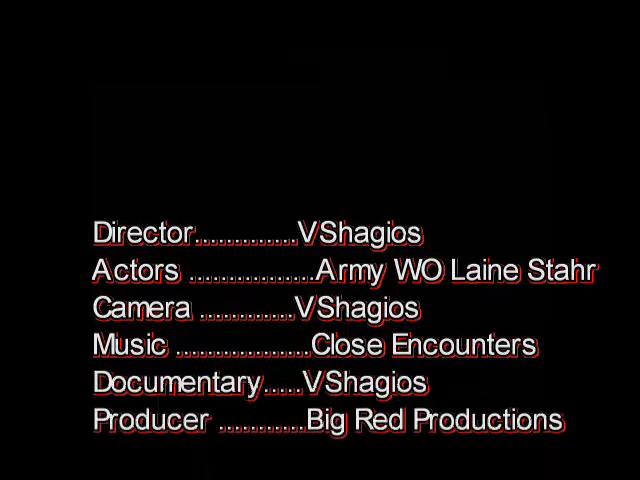 Director.............VShagios
Actors ................Army WO Laine Stahr
Camera ............VShagios
Music .................Close Encounters
Documentary.....VShagios
Producer ...........Big Red Productions